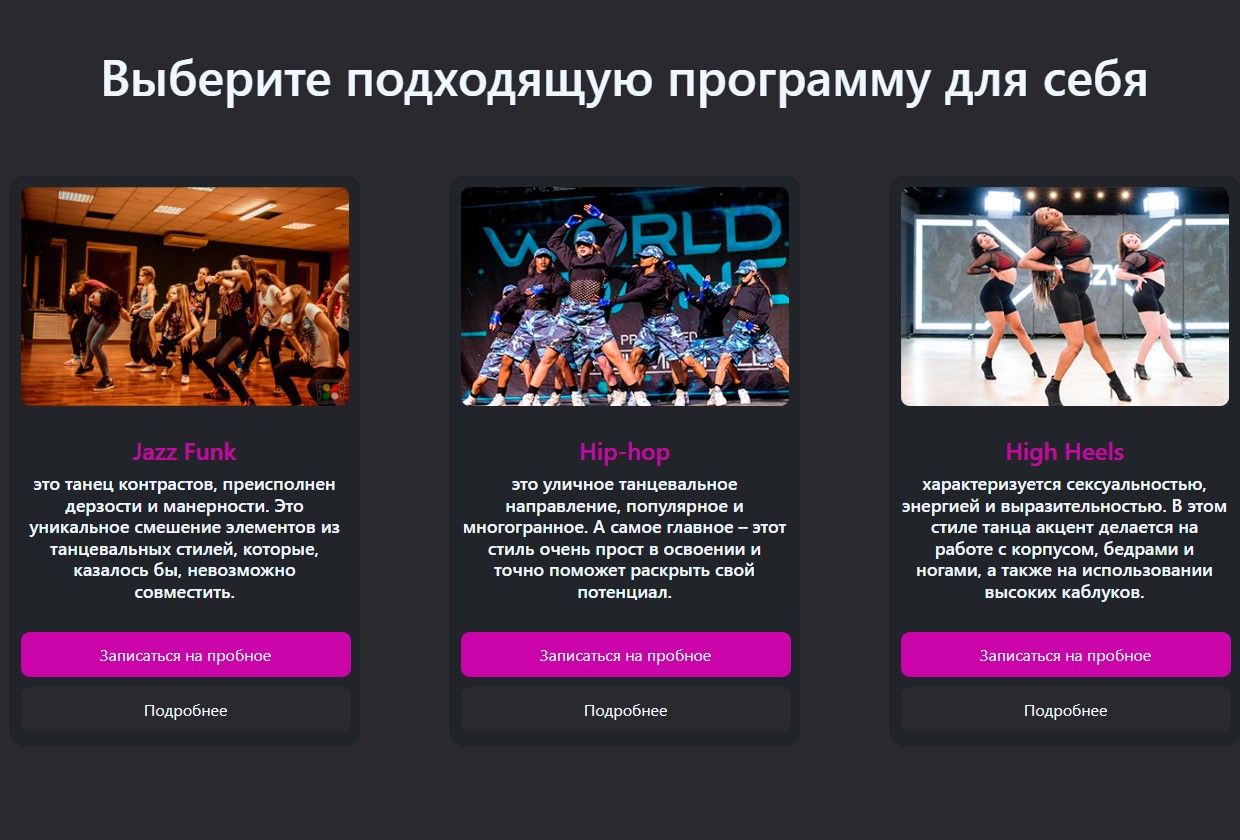 Выберите подходящую программу для себя
WORLD
Jazz Funk
это танец контрастов, преисполнен
дерзости и манерности. Это
уникальное смешение элементов из
танцевальных стилей, которые,
казалось бы, невозможно
совместить.
Записаться на пробное
Подробнее
Hip-hop
это уличное танцевальное
направление, популярное и
многогранное. А самое главное – этот
стиль очень прост в освоении и
точно поможет раскрыть свой
потенциал.
Записаться на пробное
Подробнее
High Heels
характеризуется сексуальностью,
энергией и выразительностью. В этом
стиле танца акцент делается на
работе с корпусом, бедрами и
ногами, а также на использовании
высоких каблуков.
Записаться на пробное
Подробнее